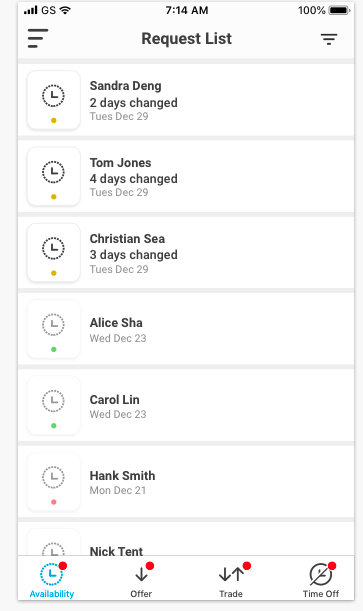 GS 7:14 AM 100%
Request List
Sandra Deng
2 days changed
Tues Dec 29
Tom Jones
4 days changed
Tues Dec 29
Christian Sea
3 days changed
Tues Dec 29
Alice Sha
Wed Dec 23
Carol Lin
Wed Dec 23
Hank Smith
Mon Dec 21
Nick Tent
Availability Offer Trade Time Off